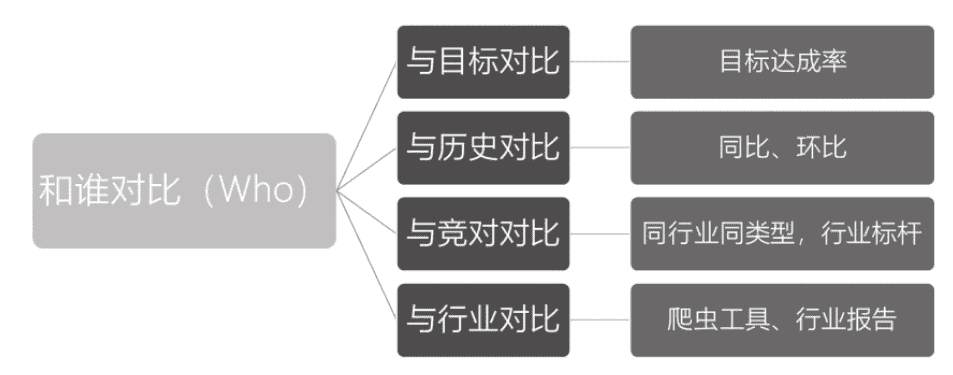 和谁对比（Who）
与目标对比
目标达成率
与历史对比
同比、环比
与竞对对比
同行业同类型，行业标杆
与行业对比
爬虫工具、行业报告